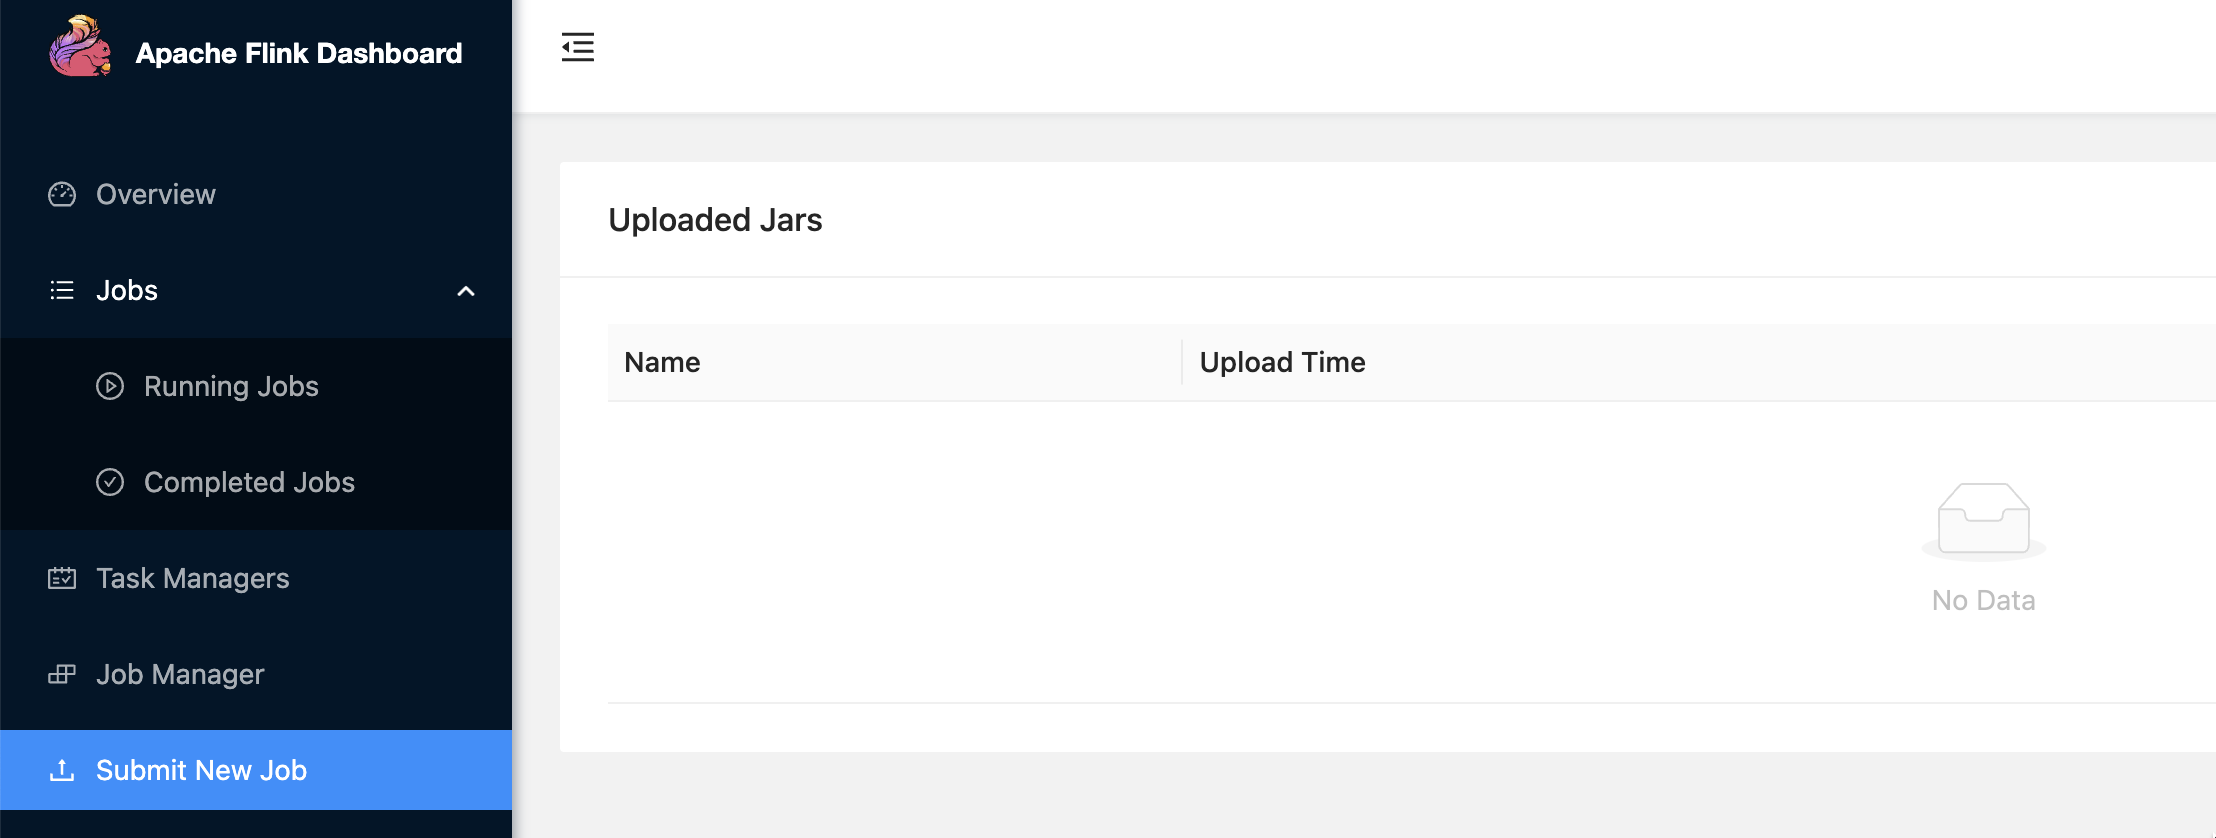 Apache Flink Dashboard
Overview
Jobs
Running Jobs
Completed Jobs
Task Managers
Job Manager
Submit New Job
Uploaded Jars
Name
Upload Time
No Data